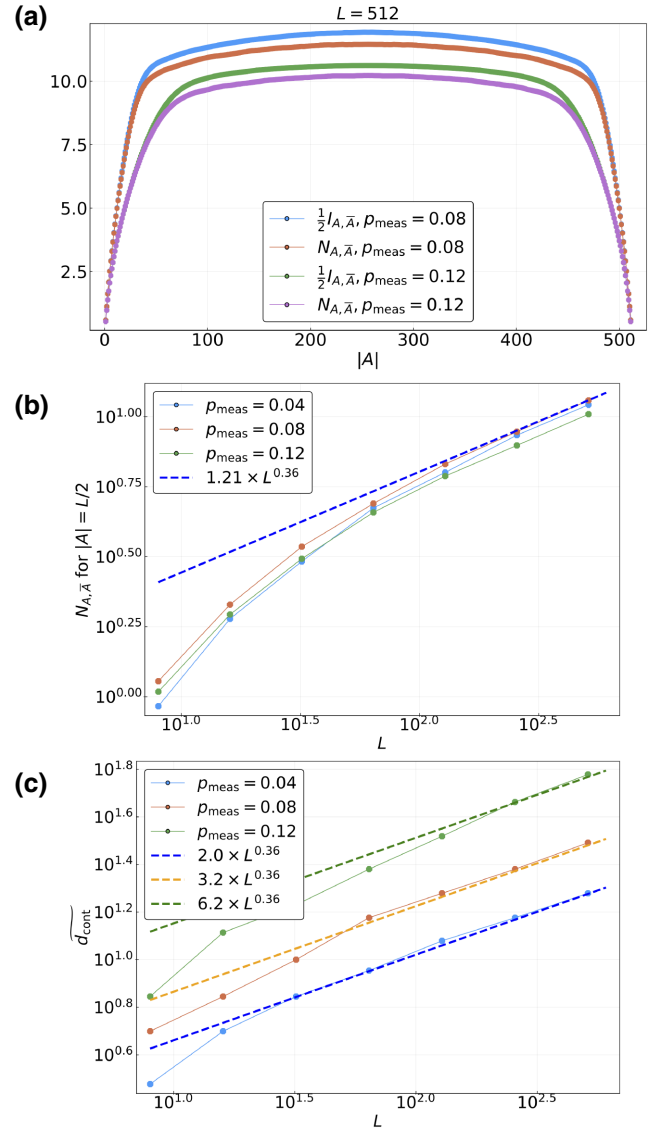 (a)
L = 512
10.0
7.5
5.0
2.5
½I_{A,A̅}, p_meas = 0.08
N_{A,A̅}, p_meas = 0.08
½I_{A,A̅}, p_meas = 0.12
N_{A,A̅}, p_meas = 0.12
0 100 200 300 400 500
|A|
(b)
N_{A,A̅} for |A| = L/2
10^{1.00}
10^{0.75}
10^{0.50}
10^{0.25}
10^{0.00}
p_meas = 0.04
p_meas = 0.08
p_meas = 0.12
1.21 × L^{0.36}
10^{1.0} 10^{1.5} 10^{2.0} 10^{2.5}
L
(c)
\widetilde{d_cont}
10^{1.8}
10^{1.6}
10^{1.4}
10^{1.2}
10^{1.0}
10^{0.8}
10^{0.6}
p_meas = 0.04
p_meas = 0.08
p_meas = 0.12
2.0 × L^{0.36}
3.2 × L^{0.36}
6.2 × L^{0.36}
10^{1.0} 10^{1.5} 10^{2.0} 10^{2.5}
L